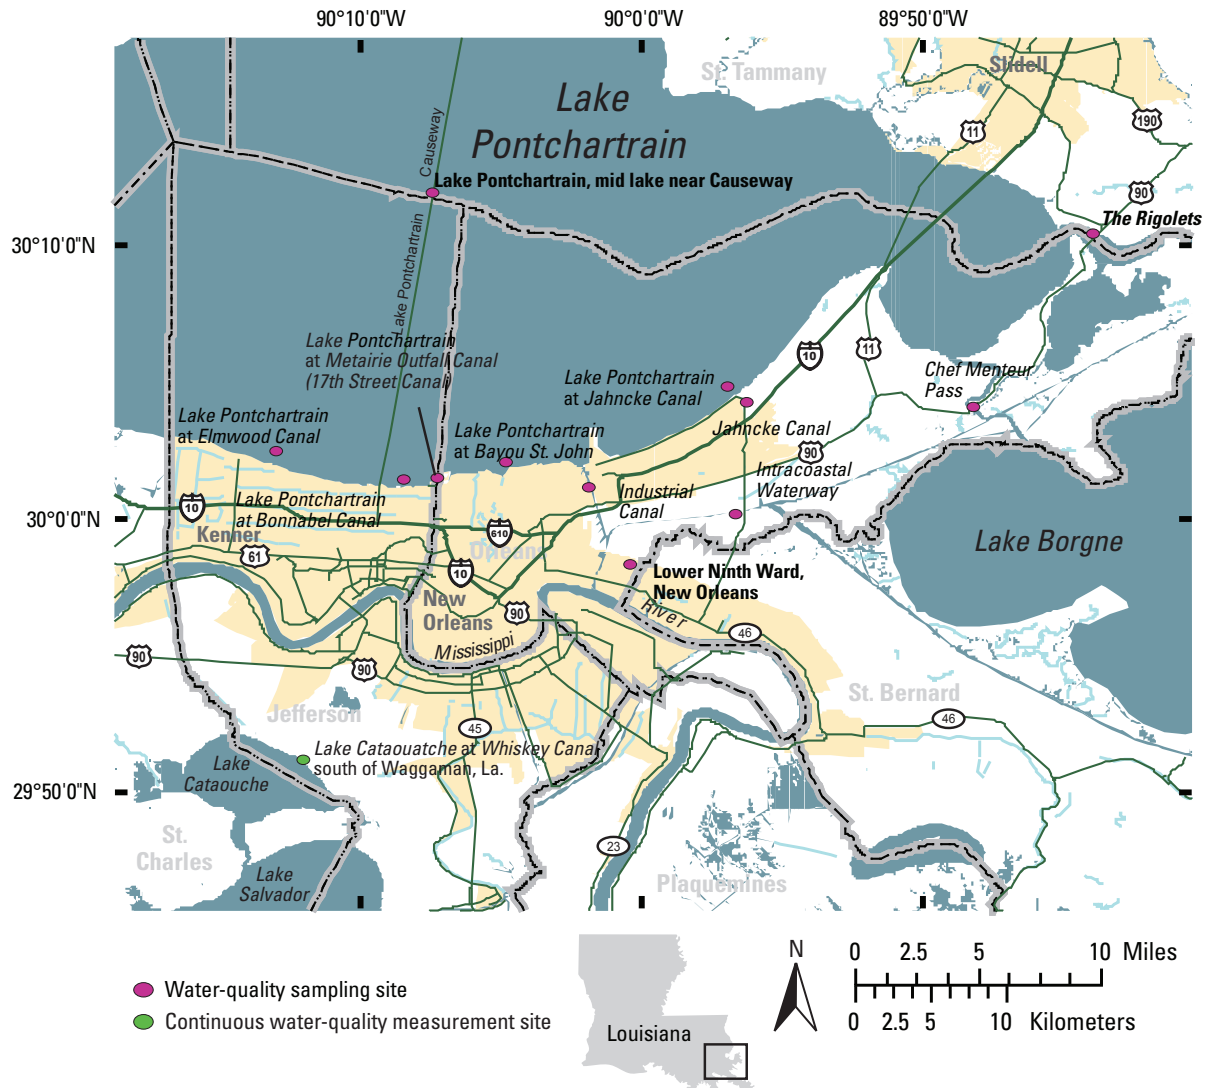 90°10'0"W
90°0'0"W
89°50'0"W
St. Tammany
Slidell
Lake
Pontchartrain
11
190
Causeway
Lake Pontchartrain, mid lake near Causeway
90
The Rigolets
30°10'0"N
Lake Pontchartrain
Lake Pontchartrain
at Metairie Outfall Canal
(17th Street Canal)
10
11
Chef Menteur
Pass
Lake Pontchartrain
at Jahncke Canal
Lake Pontchartrain
at Elmwood Canal
Lake Pontchartrain
at Bayou St. John
Jahncke Canal
90
Intracoastal
Waterway
Lake Pontchartrain
at Bonnabel Canal
Industrial
Canal
30°0'0"N
10
Kenner
610
Orleans
Lake Borgne
61
10
Lower Ninth Ward,
New Orleans
New
Orleans
90
River
46
Mississippi
90
90
St. Bernard
Jefferson
46
45
Lake Cataouatche at Whiskey Canal
south of Waggaman, La.
Lake
Cataouche
29°50'0"N
St.
Charles
23
Lake
Salvador
Plaquemines
N
0 2.5 5 10 Miles
0 2.5 5 10 Kilometers
Water-quality sampling site
Continuous water-quality measurement site
Louisiana